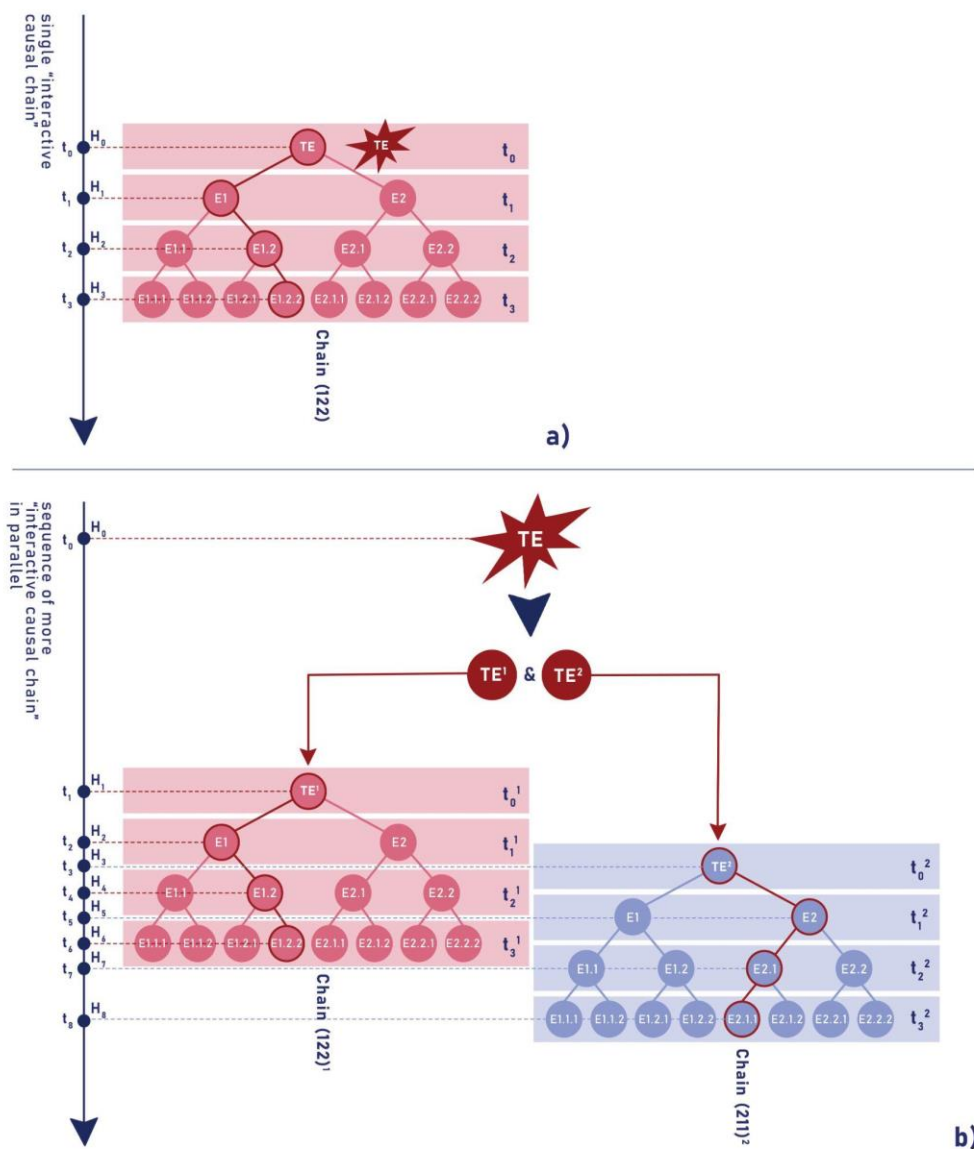 single "interactive
causal chain"
t₀ H₀
TE
TE
t₀
t₁ H₁
E1
E2
t₁
t₂ H₂
E1.1
E1.2
E2.1
E2.2
t₂
t₃ H₃
E1.1.1
E1.1.2
E1.2.1
E1.2.2
E2.1.1
E2.1.2
E2.2.1
E2.2.2
t₃
Chain (122)
a)
sequence of more
"interactive causal chain"
in parallel
t₀ H₀
TE
TE¹ & TE²
t₁ H₁
TE¹
t₀¹
t₂ H₂
E1
E2
t₁¹
t₃ H₃
TE²
t₀²
t₄ H₄
E1.1
E1.2
E2.1
E2.2
t₂¹
t₅ H₅
E1
E2
t₁²
t₆ H₆
E1.1.1
E1.1.2
E1.2.1
E1.2.2
E2.1.1
E2.1.2
E2.2.1
E2.2.2
t₃¹
t₇ H₇
E1.1
E1.2
E2.1
E2.2
t₂²
t₈ H₈
E1.1.1
E1.1.2
E1.2.1
E1.2.2
E2.1.1
E2.1.2
E2.2.1
E2.2.2
t₃²
Chain (122)¹
Chain (211)²
b)